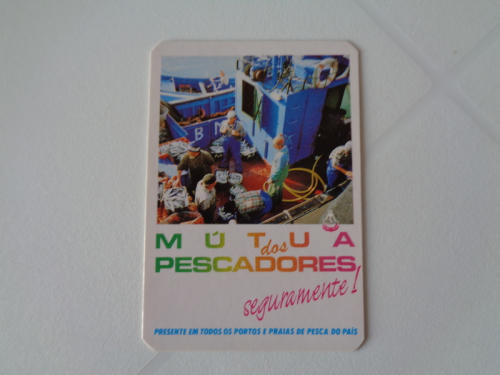 B M
MÚTUA
dos
PESCADORES
seguramente!
PRESENTE EM TODOS OS PORTOS E PRAIAS DE PESCA DO PAÍS